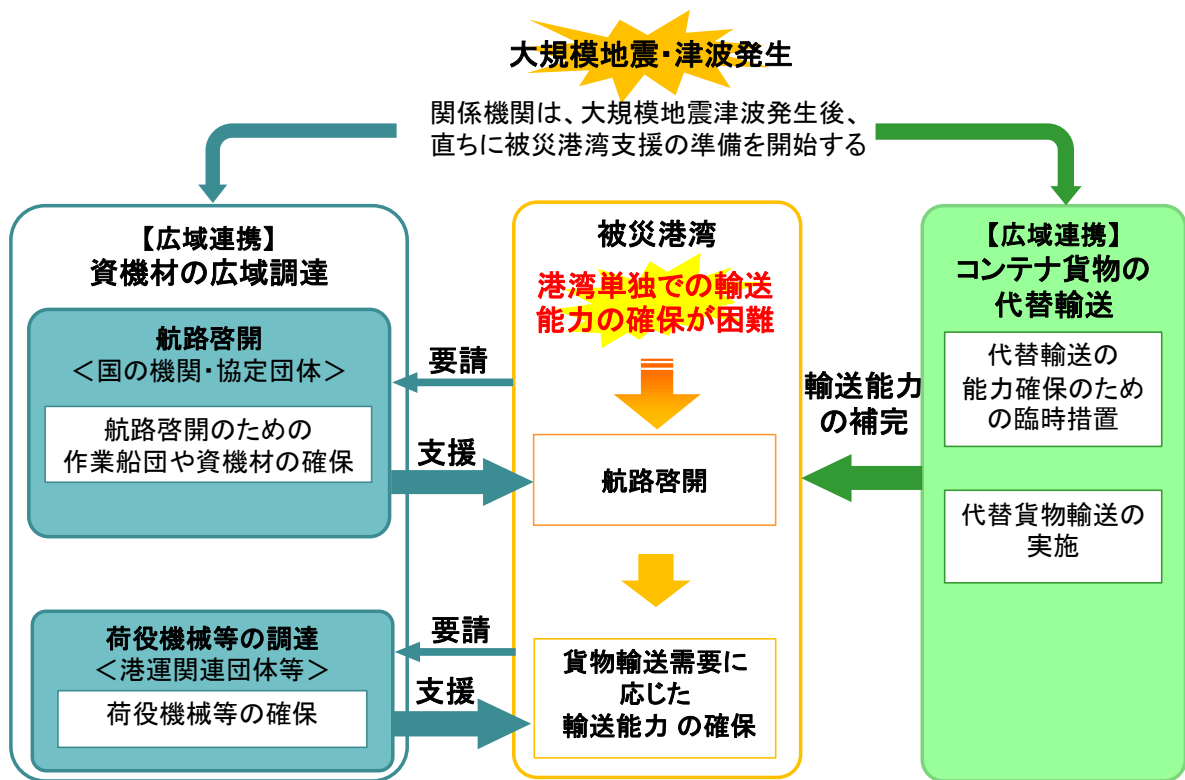 大規模地震・津波発生
関係機関は、大規模地震津波発生後、
直ちに被災港湾支援の準備を開始する
【広域連携】
資機材の広域調達
航路啓開
＜国の機関・協定団体＞
航路啓開のための
作業船団や資機材の確保
荷役機械等の調達
＜港運関連団体等＞
荷役機械等の確保
要請
支援
要請
支援
被災港湾
港湾単独での輸送
能力の確保が困難
航路啓開
貨物輸送需要に
応じた
輸送能力 の確保
輸送能力
の補完
【広域連携】
コンテナ貨物の
代替輸送
代替輸送の
能力確保のため
の臨時措置
代替貨物輸送の
実施